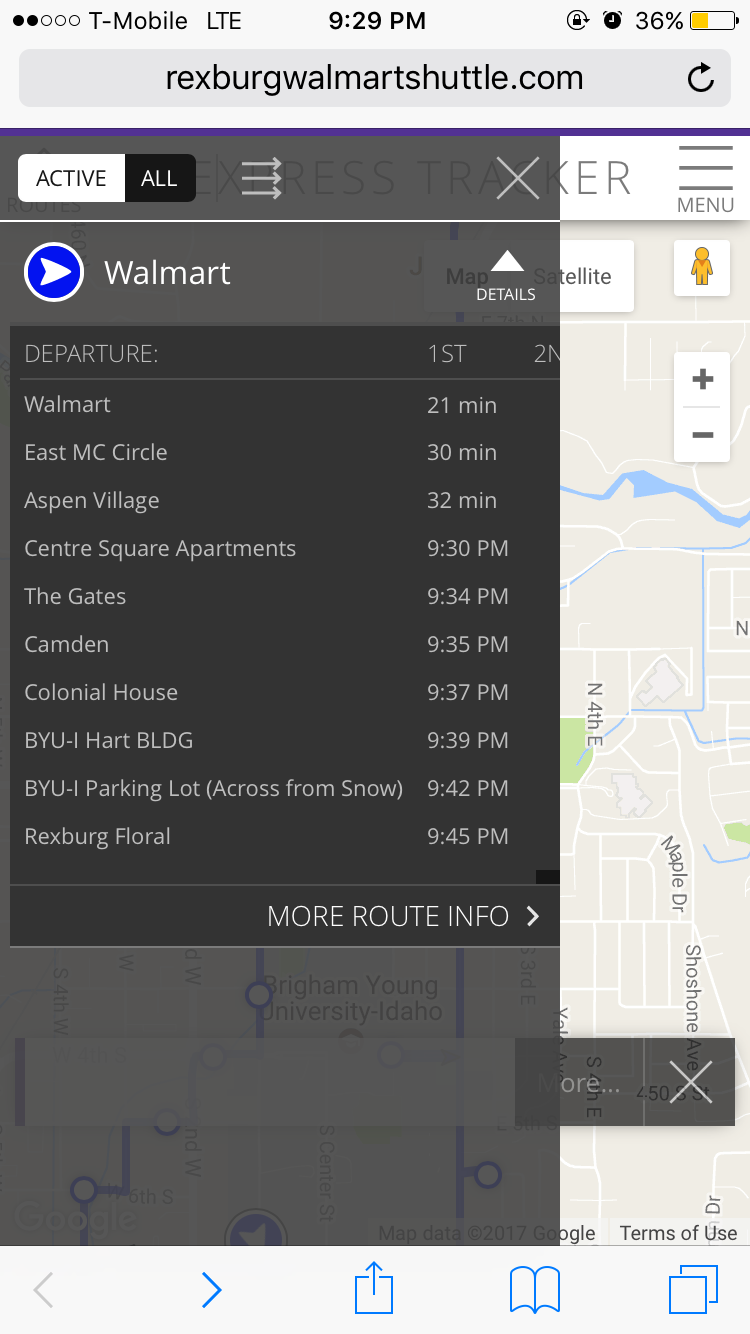 T-Mobile LTE 9:29 PM 36%
rexburgwalmartshuttle.com
ACTIVE ALL EXPRESS TRACKER
ROUTES MENU
Walmart
Map Satellite
DETAILS
E 7th N
DEPARTURE: 1ST 2N
Walmart 21 min
East MC Circle 30 min
Aspen Village 32 min
Centre Square Apartments 9:30 PM
The Gates 9:34 PM
Camden 9:35 PM
Colonial House 9:37 PM
BYU-I Hart BLDG 9:39 PM
BYU-I Parking Lot (Across from Snow) 9:42 PM
Rexburg Floral 9:45 PM
N
N 4th E
Maple Dr
MORE ROUTE INFO
Shoshone Ave
S 4th W
W
d W
S 3rd E
Brigham Young
University-Idaho
Yale Ave
S 4th E
More...
450 S St
S Center St
nd W
W 6th S
Google
Map data ©2017 Google Terms of Use